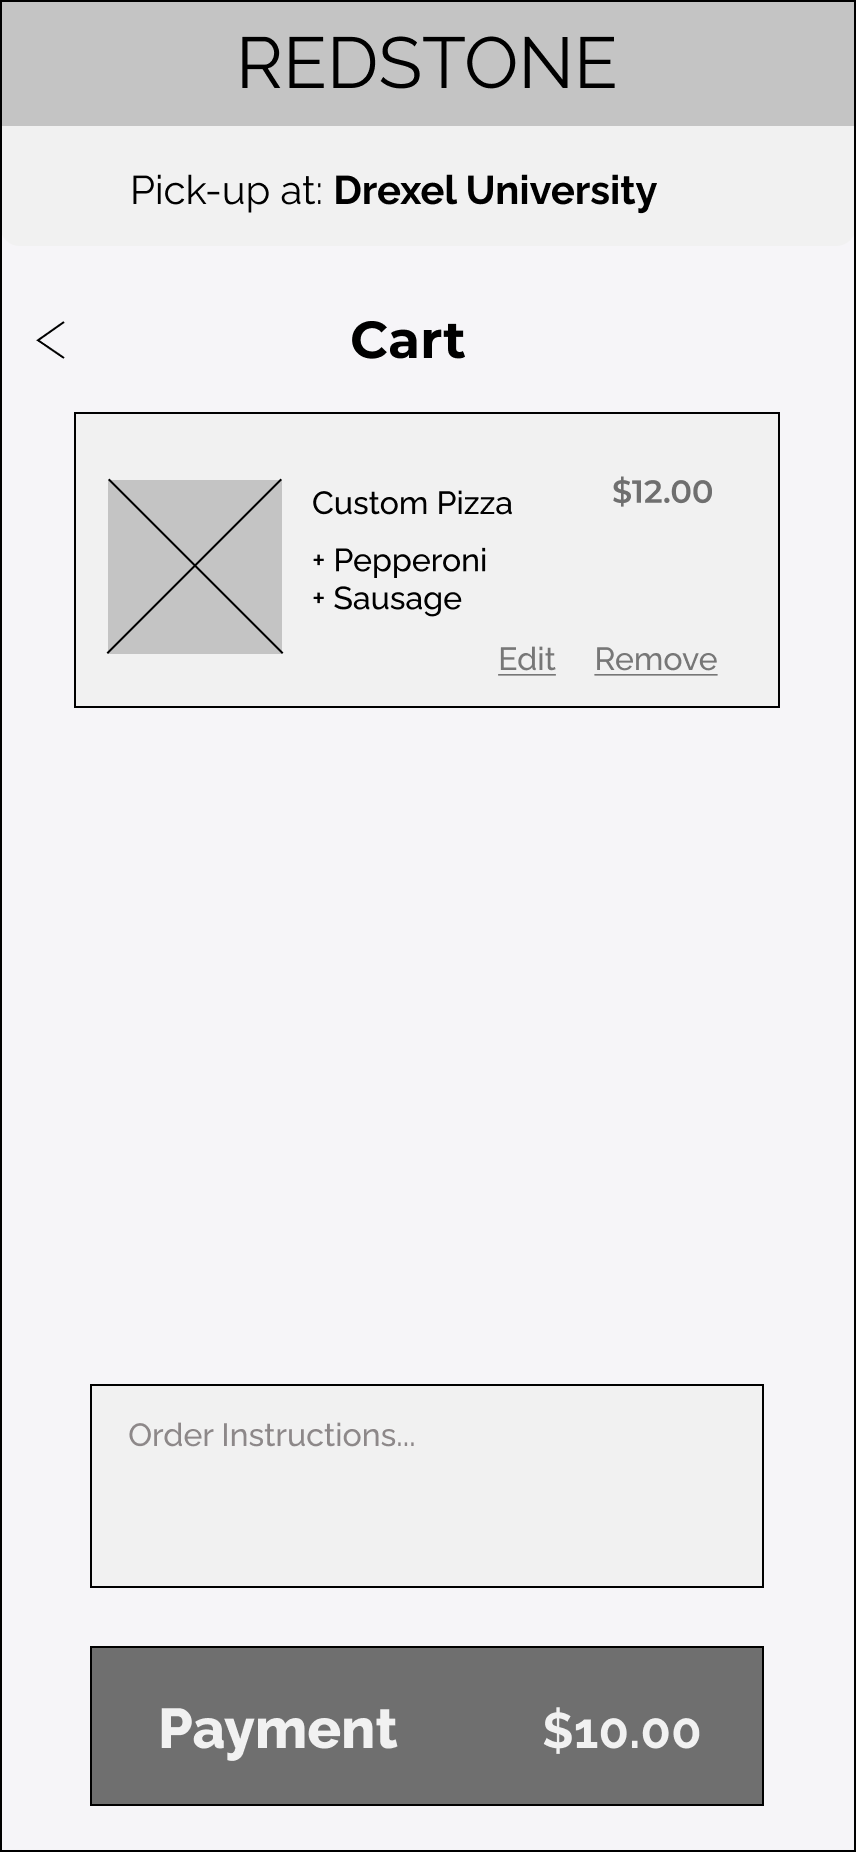 REDSTONE
Pick-up at: Drexel University
Cart
Custom Pizza $12.00
+ Pepperoni
+ Sausage
Edit Remove
Order Instructions...
Payment $10.00